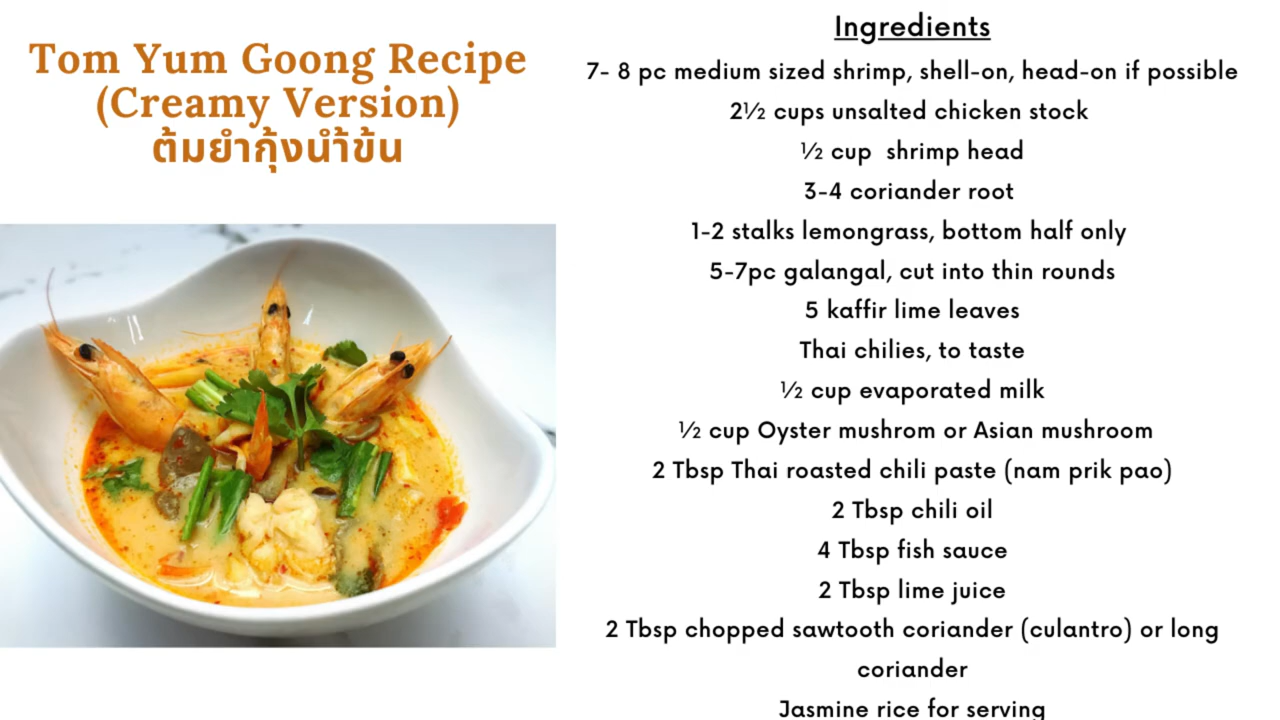 Tom Yum Goong Recipe
(Creamy Version)
ต้มยำกุ้งนำ้ข้น
Ingredients
7- 8 pc medium sized shrimp, shell-on, head-on if possible
2½ cups unsalted chicken stock
½ cup shrimp head
3-4 coriander root
1-2 stalks lemongrass, bottom half only
5-7pc galangal, cut into thin rounds
5 kaffir lime leaves
Thai chilies, to taste
½ cup evaporated milk
½ cup Oyster mushrom or Asian mushroom
2 Tbsp Thai roasted chili paste (nam prik pao)
2 Tbsp chili oil
4 Tbsp fish sauce
2 Tbsp lime juice
2 Tbsp chopped sawtooth coriander (culantro) or long
coriander
Jasmine rice for serving